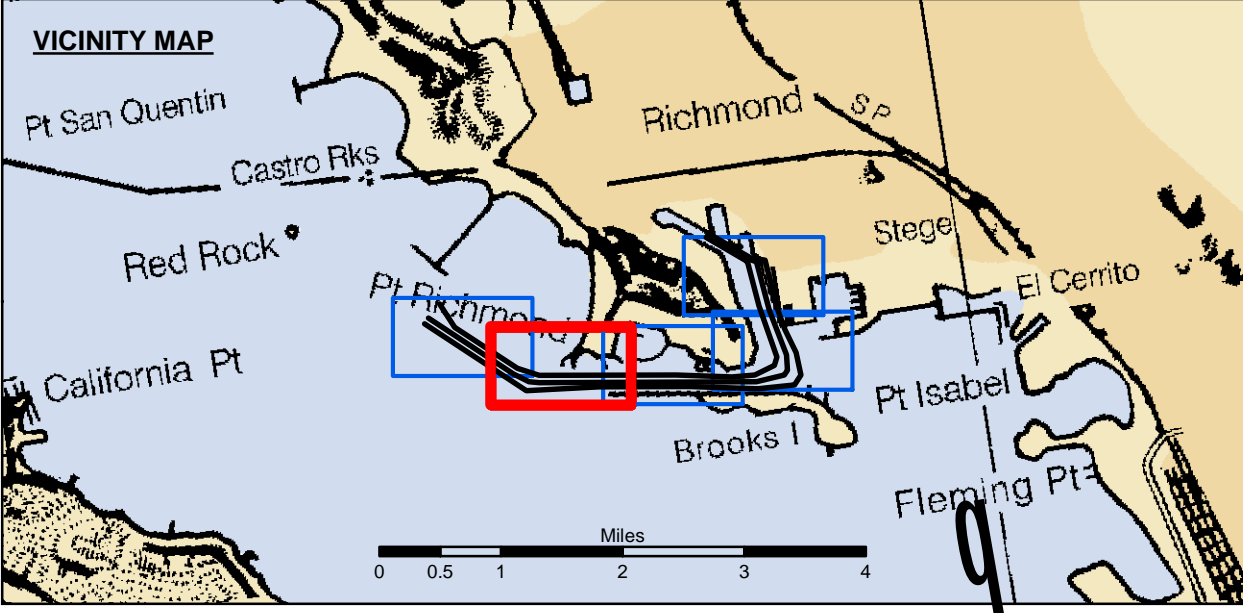 VICINITY MAP
Pt San Quentin
Richmond
S P
Castro Rks
Stege
Red Rock
El Cerrito
Pt Richmond
California Pt
Pt Isabel
Brooks I
Fleming Pt
Miles
0 0.5 1 2 3 4